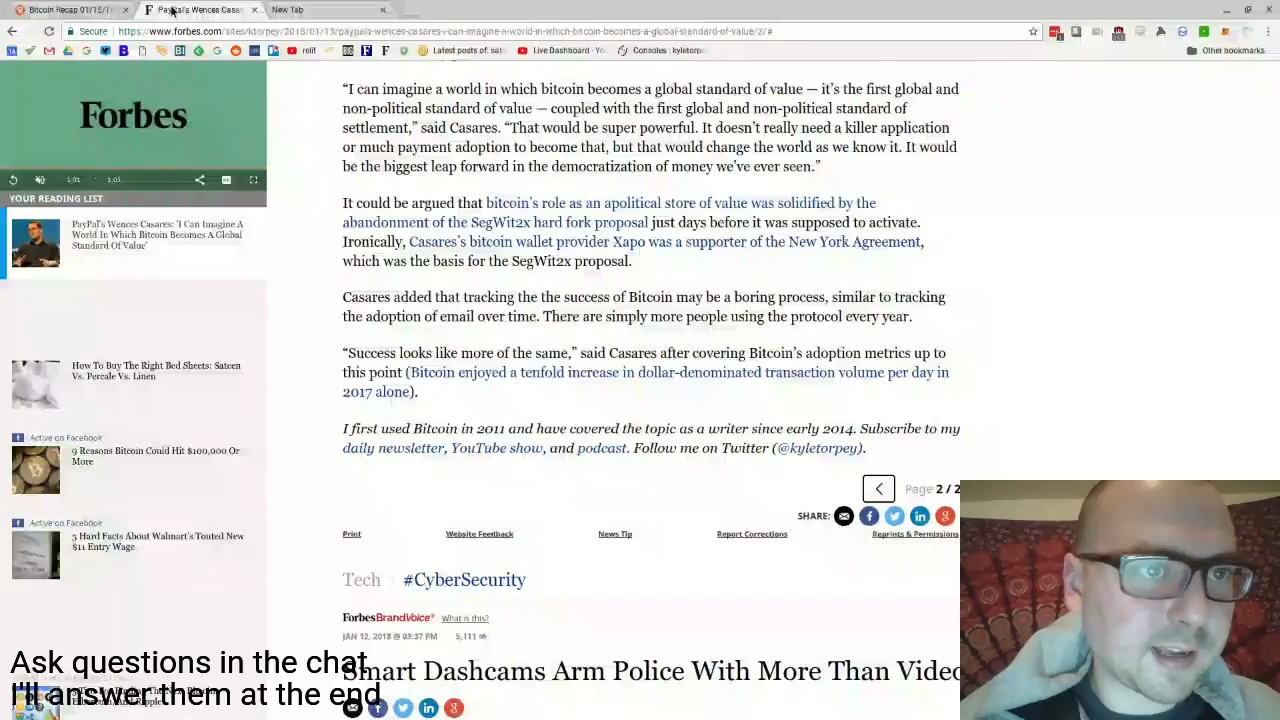 Bitcoin Recap 01/15/1
PayPal's Wences Casar
New Tab
Secure
https://www.forbes.com/sites/ktorpey/2018/01/15/paypals-wences-casares-i-can-imagine-a-world-in-which-bitcoin-becomes-a-global-standard-of-value/2/#
relit
Latest posts of: sato
Live Dashboard - Yo
Consoles : kyletorp
Other bookmarks
Forbes
1:01
1:01
YOUR READING LIST
PayPal's Wences Casares: 'I Can Imagine A
World In Which Bitcoin Becomes A Global
Standard Of Value'
How To Buy The Right Bed Sheets: Sateen
Vs. Percale Vs. Linen
Active on Facebook
9 Reasons Bitcoin Could Hit $100,000 Or
More
Active on Facebook
3 Hard Facts About Walmart's Touted New
$11 Entry Wage
“I can imagine a world in which bitcoin becomes a global standard of value — it’s the first global and
non-political standard of value — coupled with the first global and non-political standard of
settlement,” said Casares. “That would be super powerful. It doesn’t really need a killer application
or much payment adoption to become that, but that would change the world as we know it. It would
be the biggest leap forward in the democratization of money we’ve ever seen.”
It could be argued that bitcoin’s role as an apolitical store of value was solidified by the
abandonment of the SegWit2x hard fork proposal just days before it was supposed to activate.
Ironically, Casares’s bitcoin wallet provider Xapo was a supporter of the New York Agreement,
which was the basis for the SegWit2x proposal.
Casares added that tracking the the success of Bitcoin may be a boring process, similar to tracking
the adoption of email over time. There are simply more people using the protocol every year.
“Success looks like more of the same,” said Casares after covering Bitcoin’s adoption metrics up to
this point (Bitcoin enjoyed a tenfold increase in dollar-denominated transaction volume per day in
2017 alone).
I first used Bitcoin in 2011 and have covered the topic as a writer since early 2014. Subscribe to my
daily newsletter, YouTube show, and podcast. Follow me on Twitter (@kyletorpey).
Page 2 / 2
SHARE:
Print
Website Feedback
News Tip
Report Corrections
Reprints & Permissions
Tech
#CyberSecurity
ForbesBrandVoice® What is this?
JAN 12, 2018 @ 03:37 PM
5,111
Smart Dashcams Arm Police With More Than Video
Ask questions in the chat
I'll answer them at the end